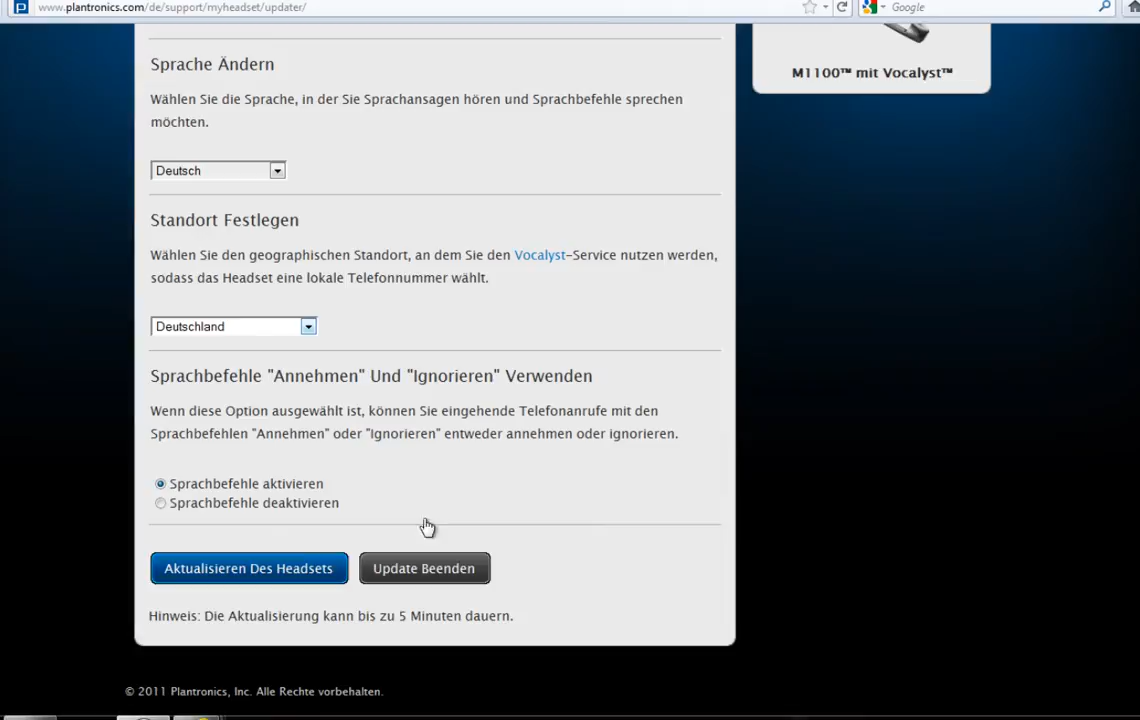 www.plantronics.com/de/support/myheadset/updater/
Google
M1100™ mit Vocalyst™
Sprache Ändern
Wählen Sie die Sprache, in der Sie Sprachansagen hören und Sprachbefehle sprechen
möchten.
Deutsch
Standort Festlegen
Wählen Sie den geographischen Standort, an dem Sie den Vocalyst-Service nutzen werden,
sodass das Headset eine lokale Telefonnummer wählt.
Deutschland
Sprachbefehle "Annehmen" Und "Ignorieren" Verwenden
Wenn diese Option ausgewählt ist, können Sie eingehende Telefonanrufe mit den
Sprachbefehlen "Annehmen" oder "Ignorieren" entweder annehmen oder ignorieren.
Sprachbefehle aktivieren
Sprachbefehle deaktivieren
Aktualisieren Des Headsets
Update Beenden
Hinweis: Die Aktualisierung kann bis zu 5 Minuten dauern.
© 2011 Plantronics, Inc. Alle Rechte vorbehalten.